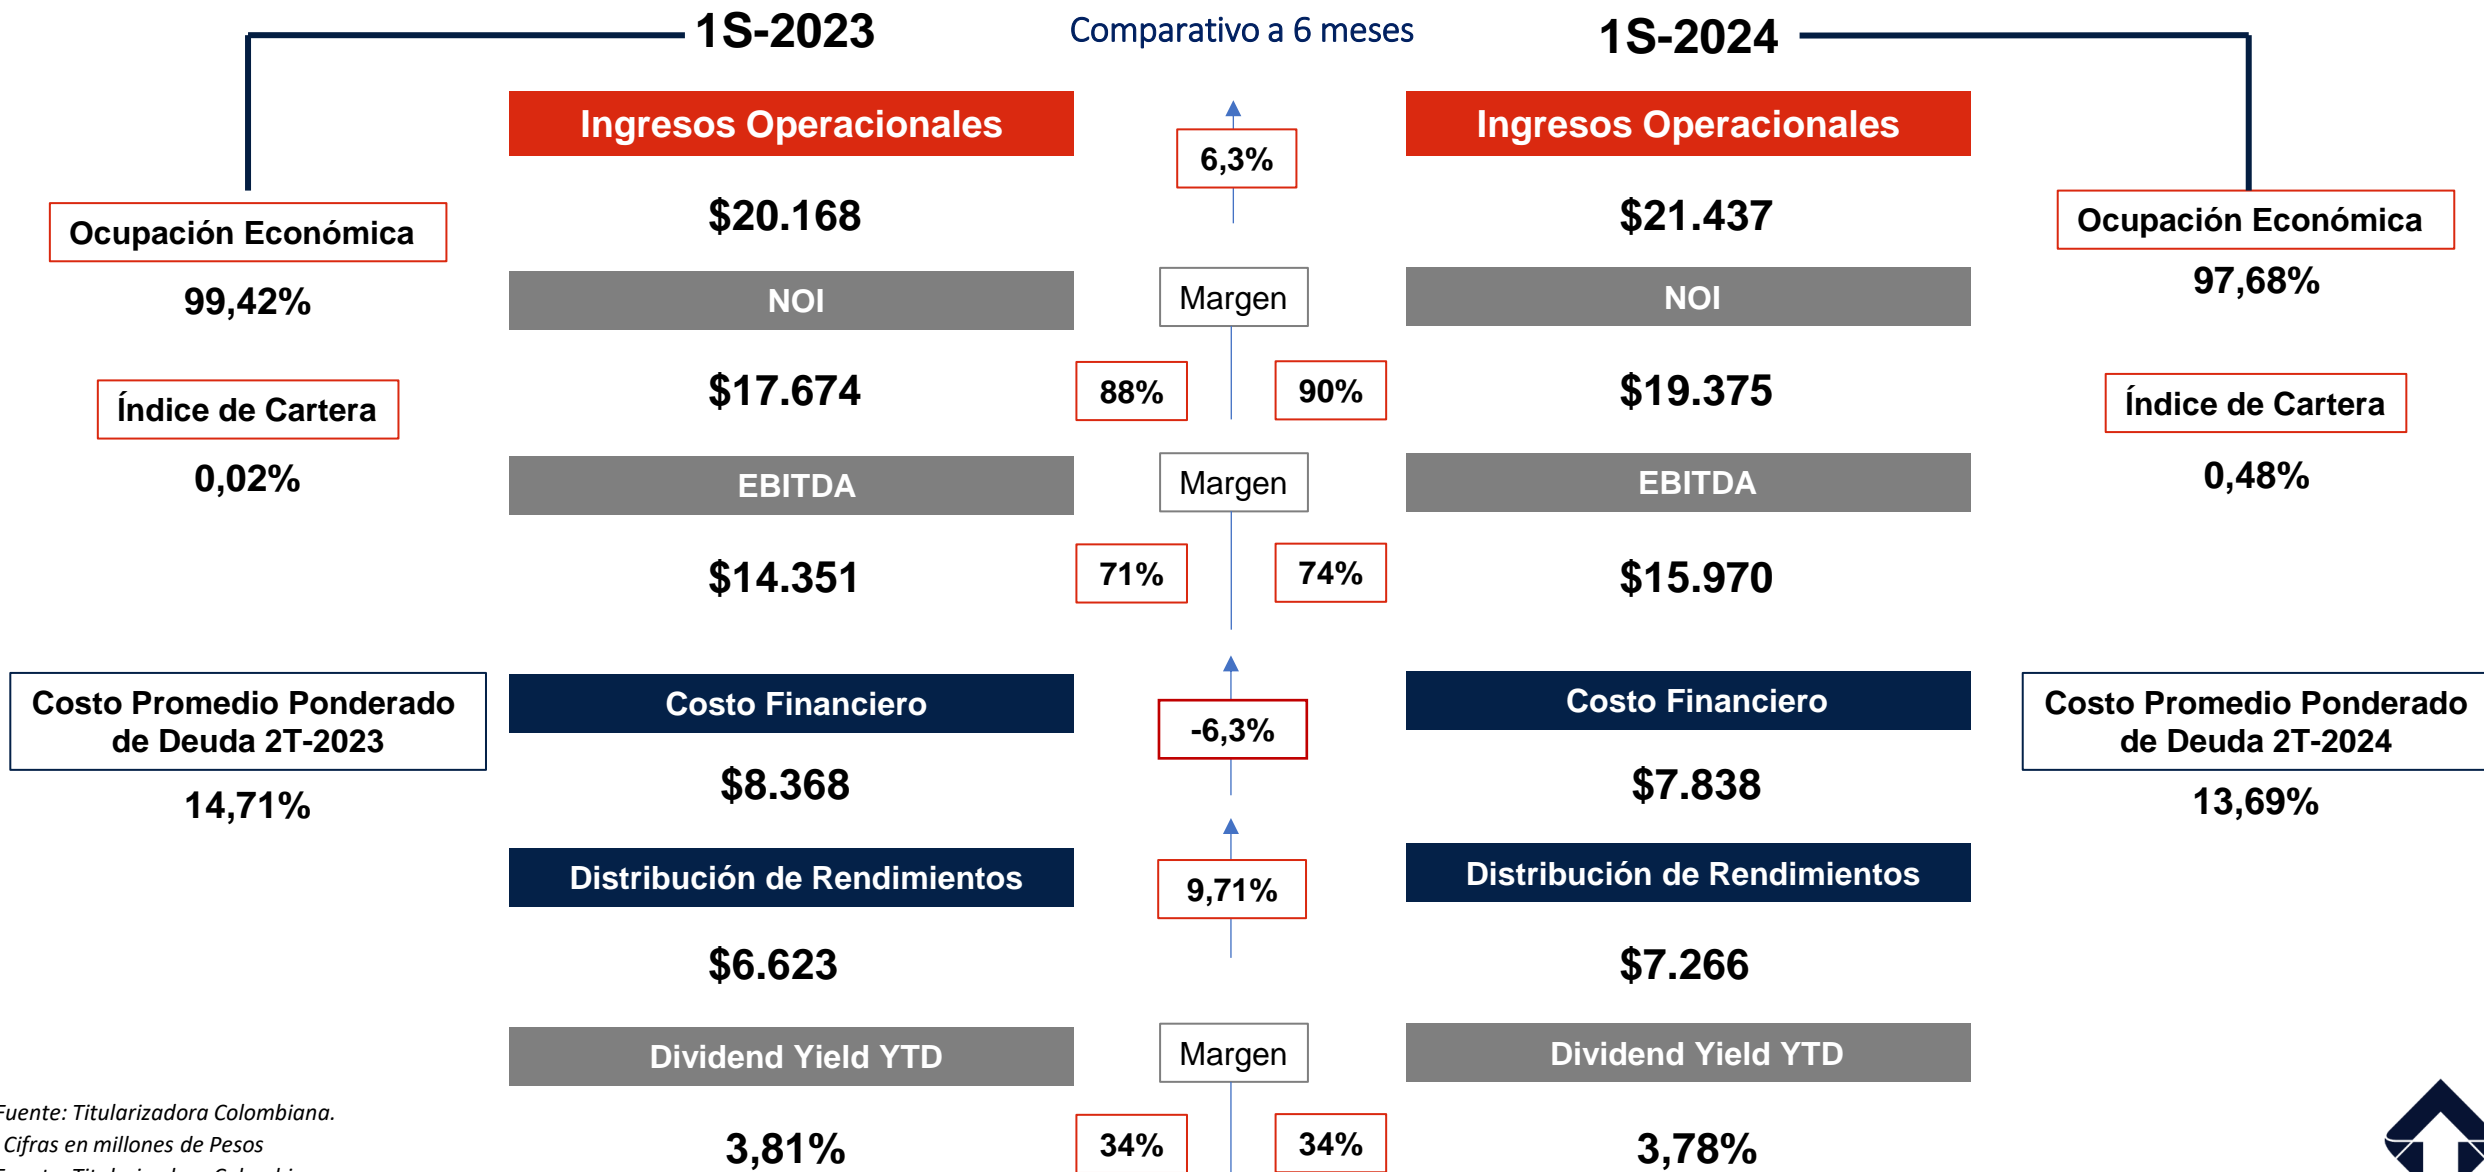 1S-2023
Comparativo a 6 meses
1S-2024
Ingresos Operacionales
6,3%
Ingresos Operacionales
$20.168
$21.437
Ocupación Económica
99,42%
Ocupación Económica
97,68%
NOI
Margen
NOI
$17.674
88%
90%
$19.375
Índice de Cartera
0,02%
Índice de Cartera
0,48%
EBITDA
Margen
EBITDA
$14.351
71%
74%
$15.970
Costo Promedio Ponderado
de Deuda 2T-2023
14,71%
Costo Financiero
-6,3%
Costo Financiero
Costo Promedio Ponderado
de Deuda 2T-2024
13,69%
$8.368
$7.838
Distribución de Rendimientos
9,71%
Distribución de Rendimientos
$6.623
$7.266
Dividend Yield YTD
Margen
Dividend Yield YTD
3,81%
34%
34%
3,78%
Fuente: Titularizadora Colombiana.
Cifras en millones de Pesos